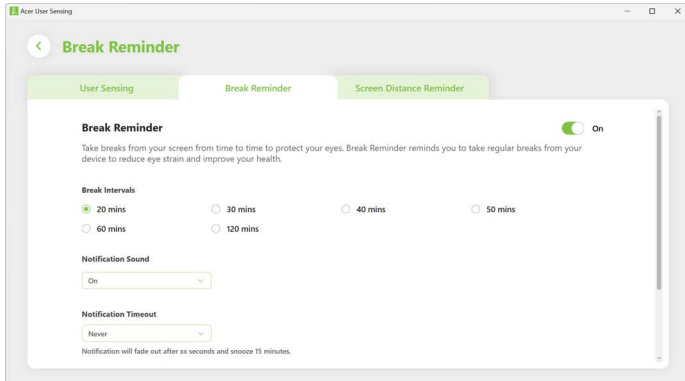 Acer User Sensing
Break Reminder
User Sensing
Break Reminder
Screen Distance Reminder
Break Reminder
On
Take breaks from your screen from time to time to protect your eyes. Break Reminder reminds you to take regular breaks from your
device to reduce eye strain and improve your health.
Break Intervals
20 mins
30 mins
40 mins
50 mins
60 mins
120 mins
Notification Sound
On
Notification Timeout
Never
Notification will fade out after xx seconds and snooze 15 minutes.